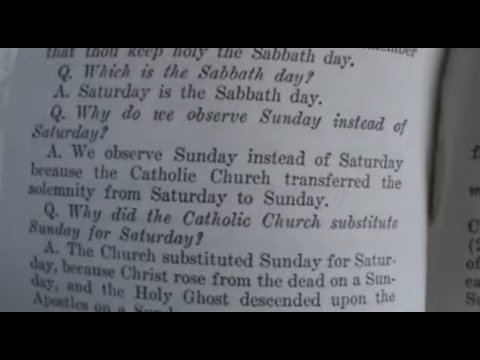 that thou keep holy the Sabbath day.
Q. Which is the Sabbath day?
A. Saturday is the Sabbath day.
Q. Why do we observe Sunday instead of
Saturday?
A. We observe Sunday instead of Saturday
because the Catholic Church transferred the
solemnity from Saturday to Sunday.
Q. Why did the Catholic Church substitute
Sunday for Saturday?
A. The Church substituted Sunday for Satur-
day, because Christ rose from the dead on a Sun-
day, and the Holy Ghost descended upon the
Apostles on a